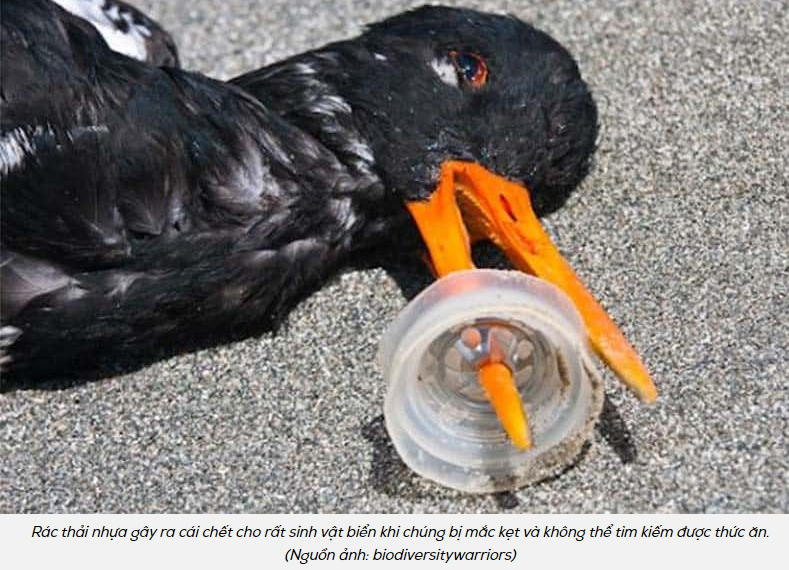 Rác thải nhựa gây ra cái chết cho rất sinh vật biển khi chúng bị mắc kẹt và không thể tìm kiếm được thức ăn.
(Nguồn ảnh: biodiversitywarriors)